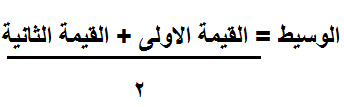 الوسيط = القيمة الاولى + القيمة الثانية
٢